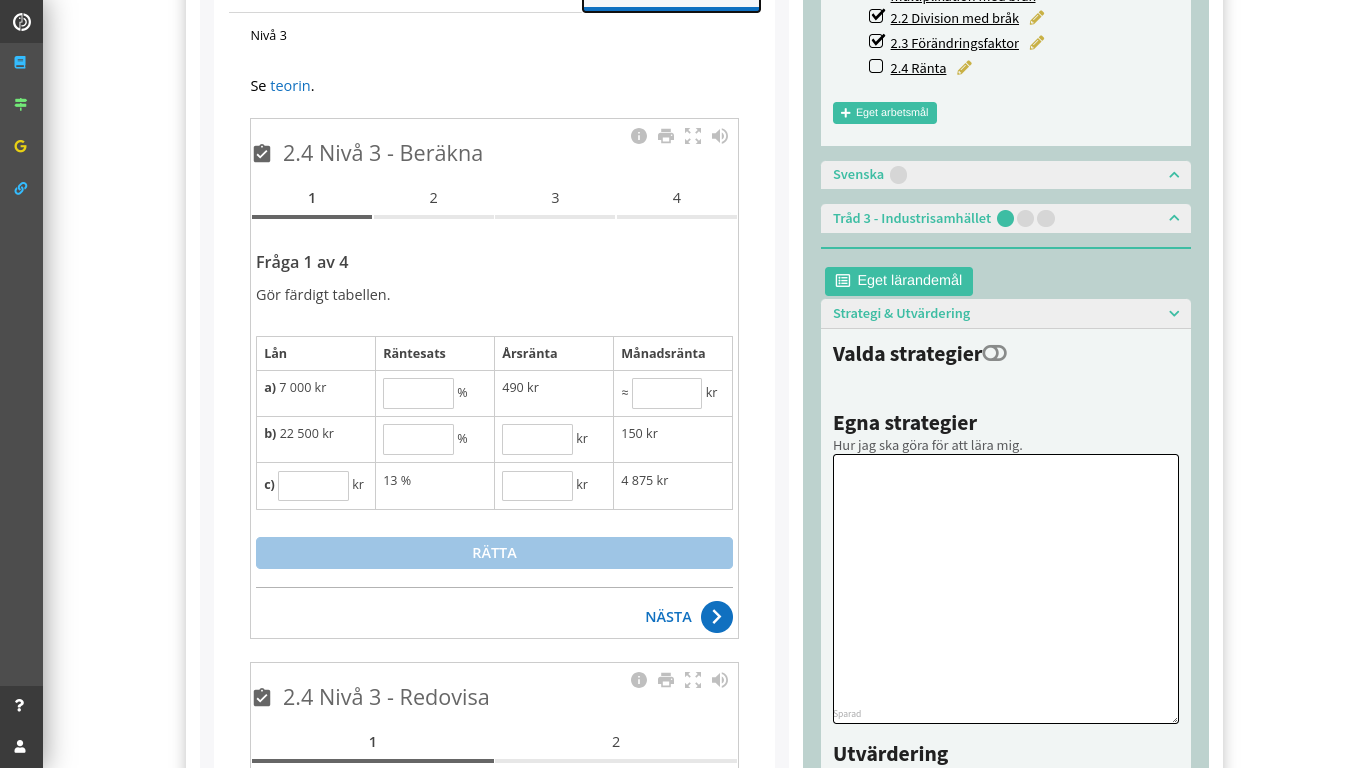 Nivå 3
Se teorin.
2.4 Nivå 3 - Beräkna
1 2 3 4
Fråga 1 av 4
Gör färdigt tabellen.
Lån Räntesats Årsränta Månadsränta
a) 7 000 kr % 490 kr ≈ kr
b) 22 500 kr % kr 150 kr
c) kr 13 % kr 4 875 kr
RÄTTA
NÄSTA
2.4 Nivå 3 - Redovisa
1 2
2.2 Division med bråk
2.3 Förändringsfaktor
2.4 Ränta
+ Eget arbetsmål
Svenska
Tråd 3 - Industrisamhället
Eget lärandemål
Strategi & Utvärdering
Valda strategier
Egna strategier
Hur jag ska göra för att lära mig.
Sparad
Utvärdering